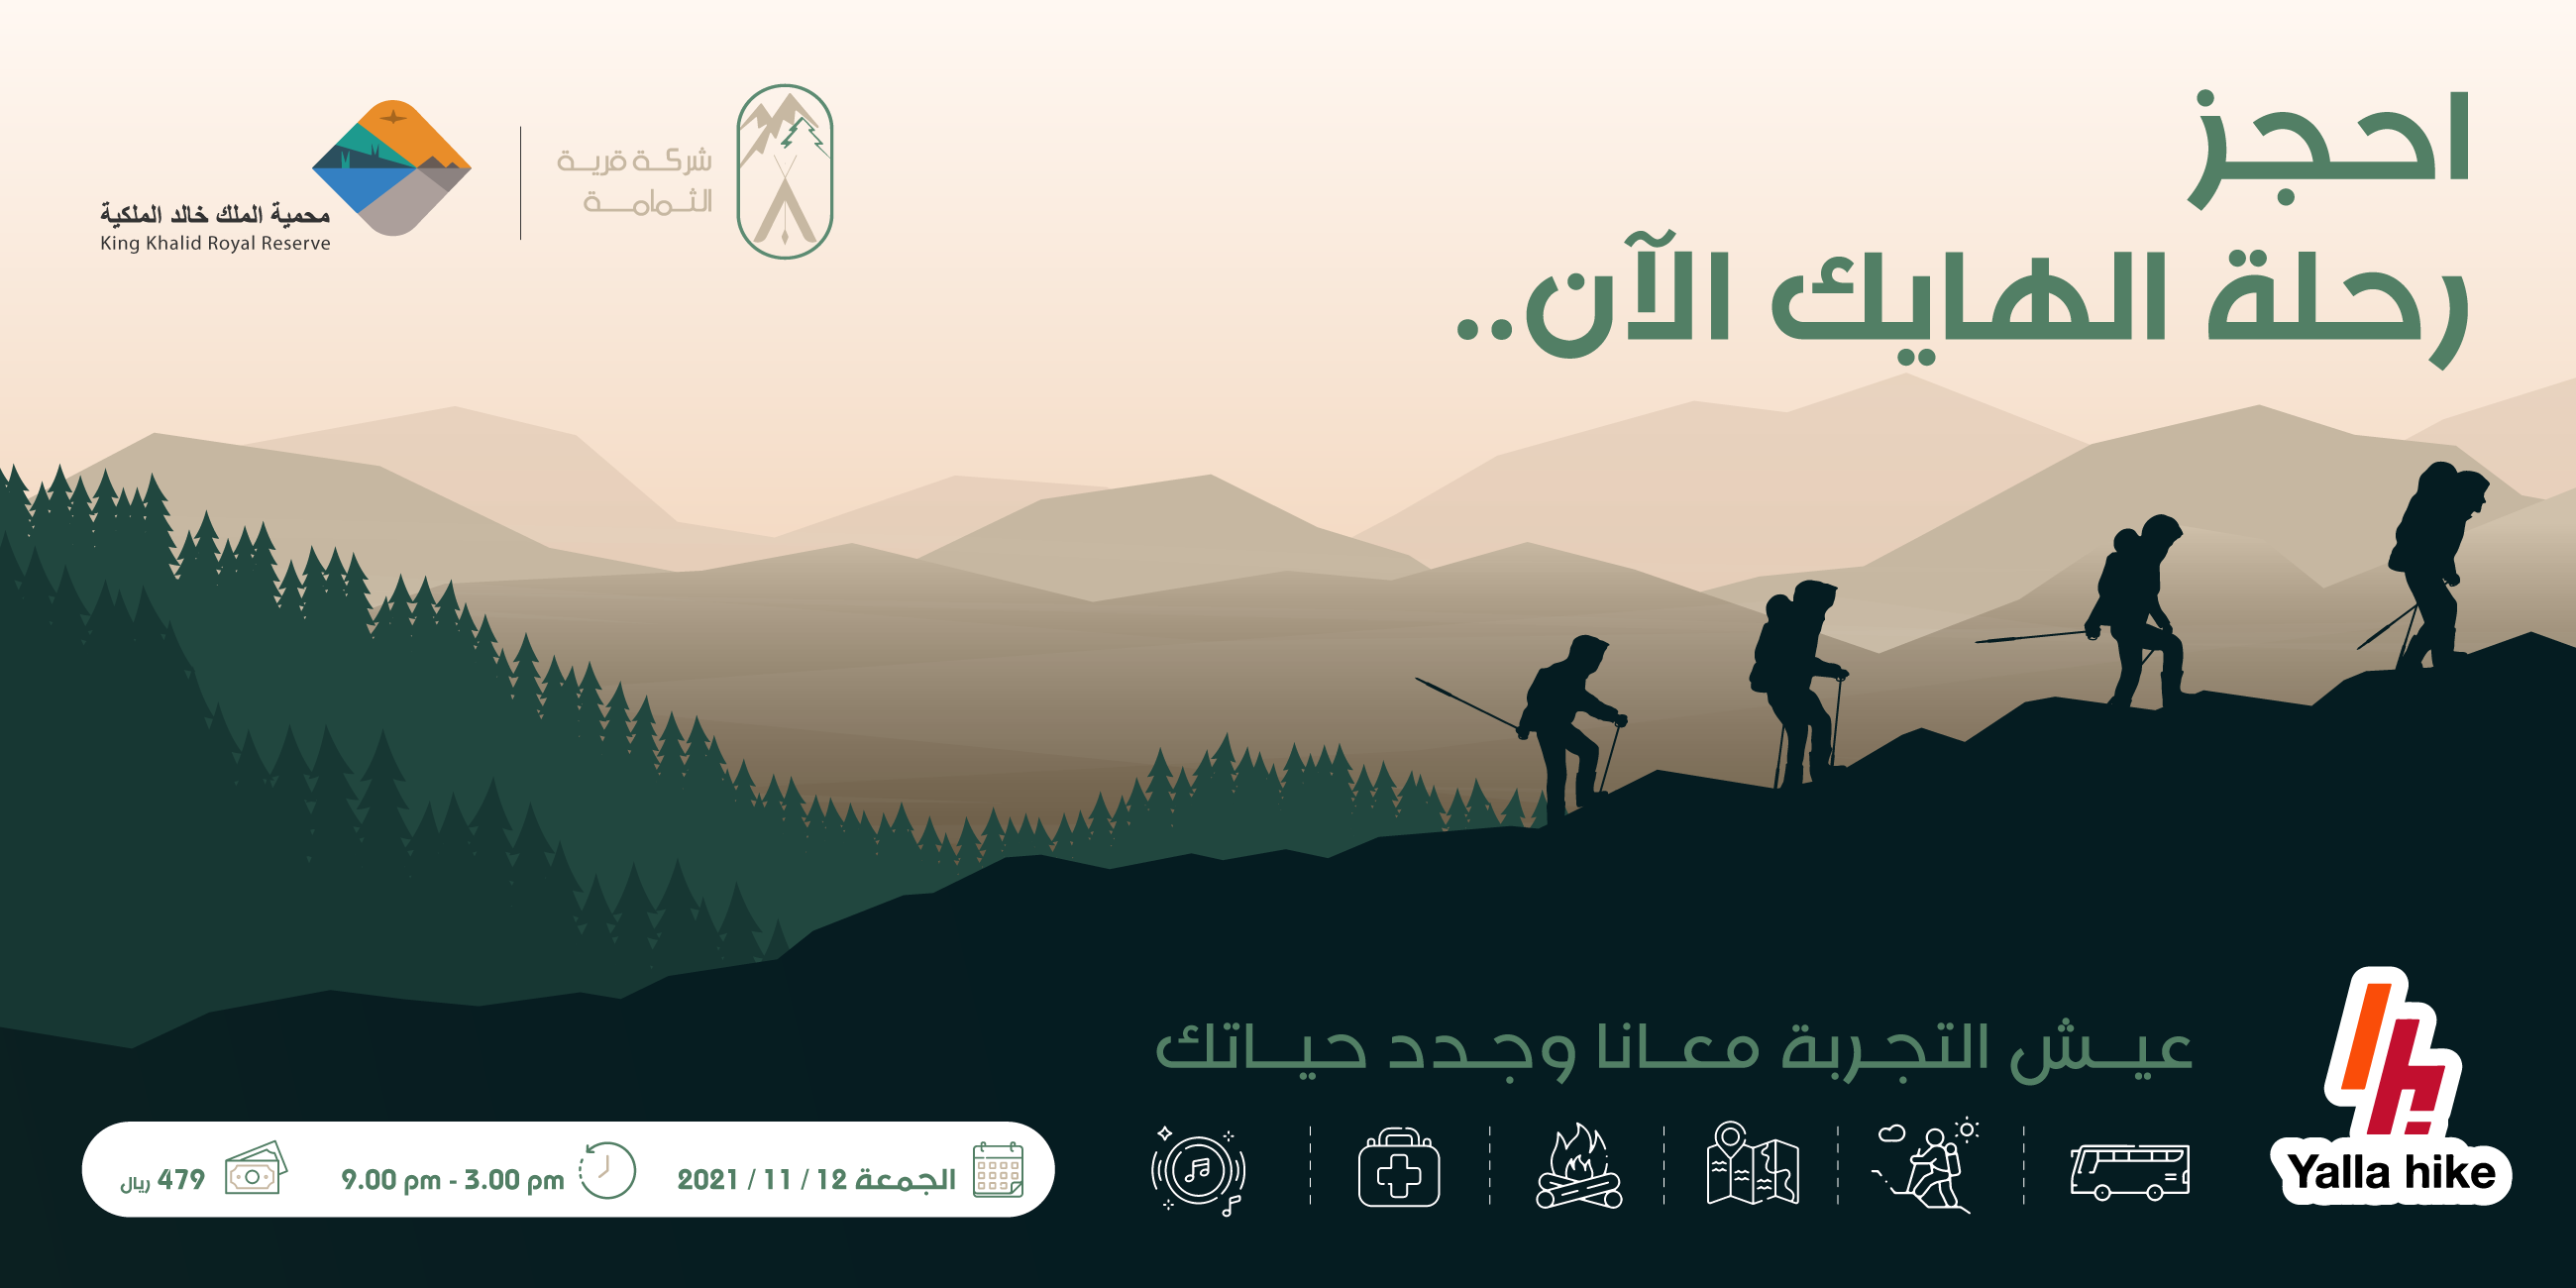 احجز
رحلة الهايك الآن..
شركة قرية
الثمامة
محمية الملك خالد الملكية
King Khalid Royal Reserve
عيش التجربة معانا وجدد حياتك
الجمعة 12 / 11 / 2021
9.00 pm - 3.00 pm
479 ريال
Yalla hike